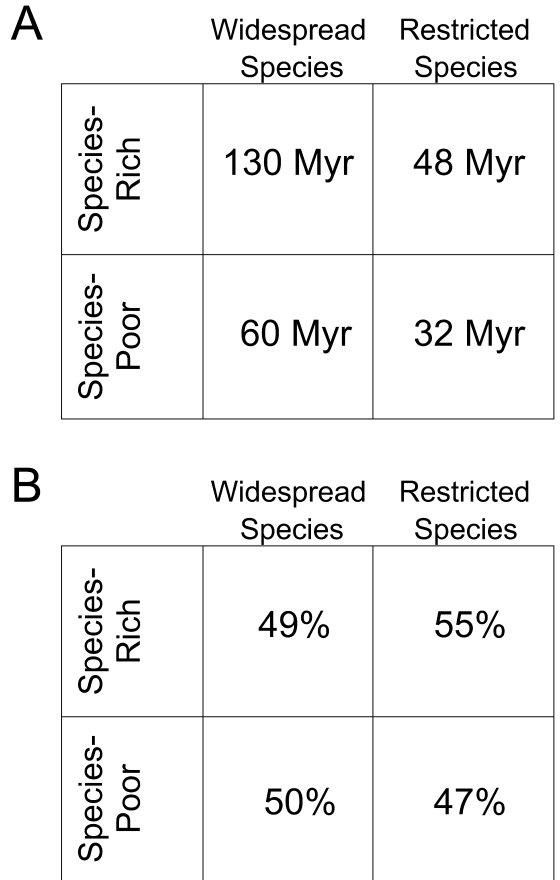 A
Widespread Restricted
Species Species
Species-
Rich
130 Myr 48 Myr
Species-
Poor
60 Myr 32 Myr
B
Widespread Restricted
Species Species
Species-
Rich
49% 55%
Species-
Poor
50% 47%